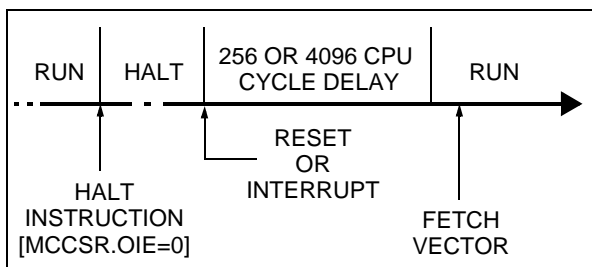 RUN
HALT
256 OR 4096 CPU
CYCLE DELAY
RUN
RESET
OR
INTERRUPT
HALT
INSTRUCTION
[MCCSR.OIE=0]
FETCH
VECTOR